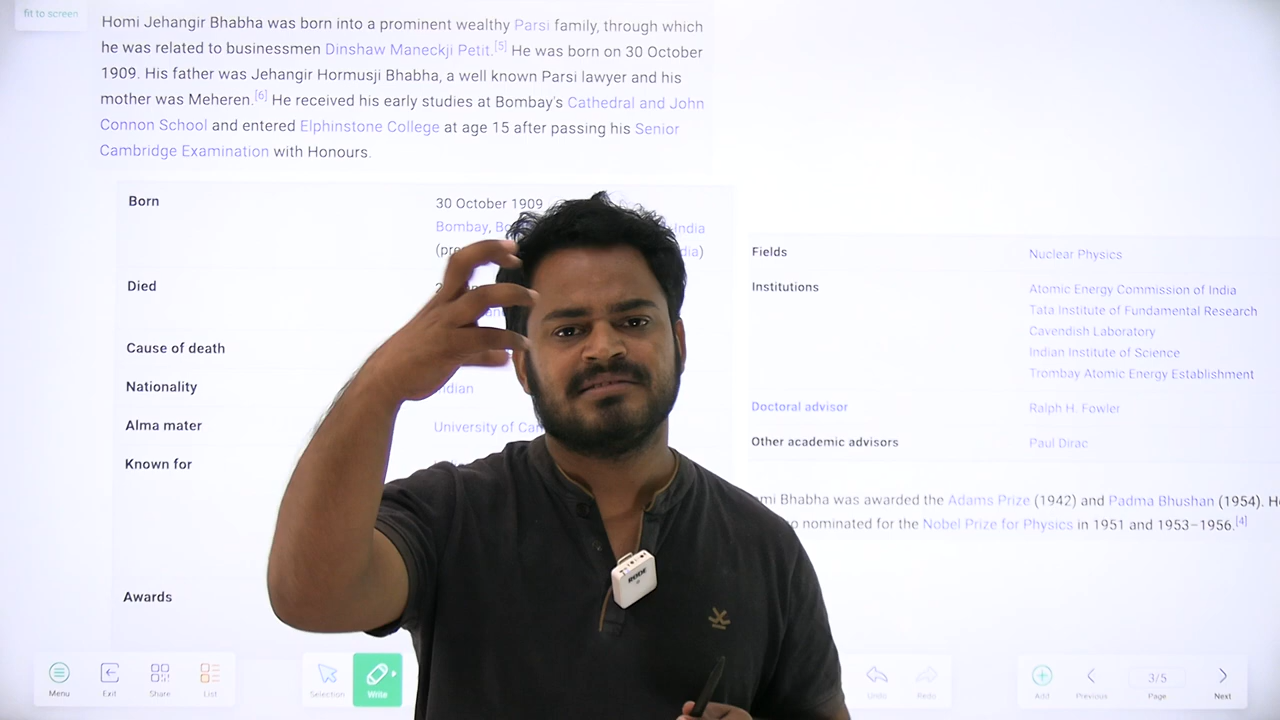 fit to screen
Homi Jehangir Bhabha was born into a prominent wealthy Parsi family, through which
he was related to businessmen Dinshaw Maneckji Petit.[5] He was born on 30 October
1909. His father was Jehangir Hormusji Bhabha, a well known Parsi lawyer and his
mother was Meheren.[6] He received his early studies at Bombay's Cathedral and John
Connon School and entered Elphinstone College at age 15 after passing his Senior
Cambridge Examination with Honours.
Born
30 October 1909
Bombay,
India
Died
Cause of death
Nationality
Indian
Alma mater
University of
Known for
Awards
Fields
Nuclear Physics
Institutions
Atomic Energy Commission of India
Tata Institute of Fundamental Research
Cavendish Laboratory
Indian Institute of Science
Trombay Atomic Energy Establishment
Doctoral advisor
Ralph H. Fowler
Other academic advisors
Paul Dirac
Bhabha was awarded the Adams Prize (1942) and Padma Bhushan (1954).
nominated for the Nobel Prize for Physics in 1951 and 1953–1956.[4]
RODE
Menu
Exit
Share
List
Selection
Write
Undo
Redo
Add
Previous
3/5
Page
Next